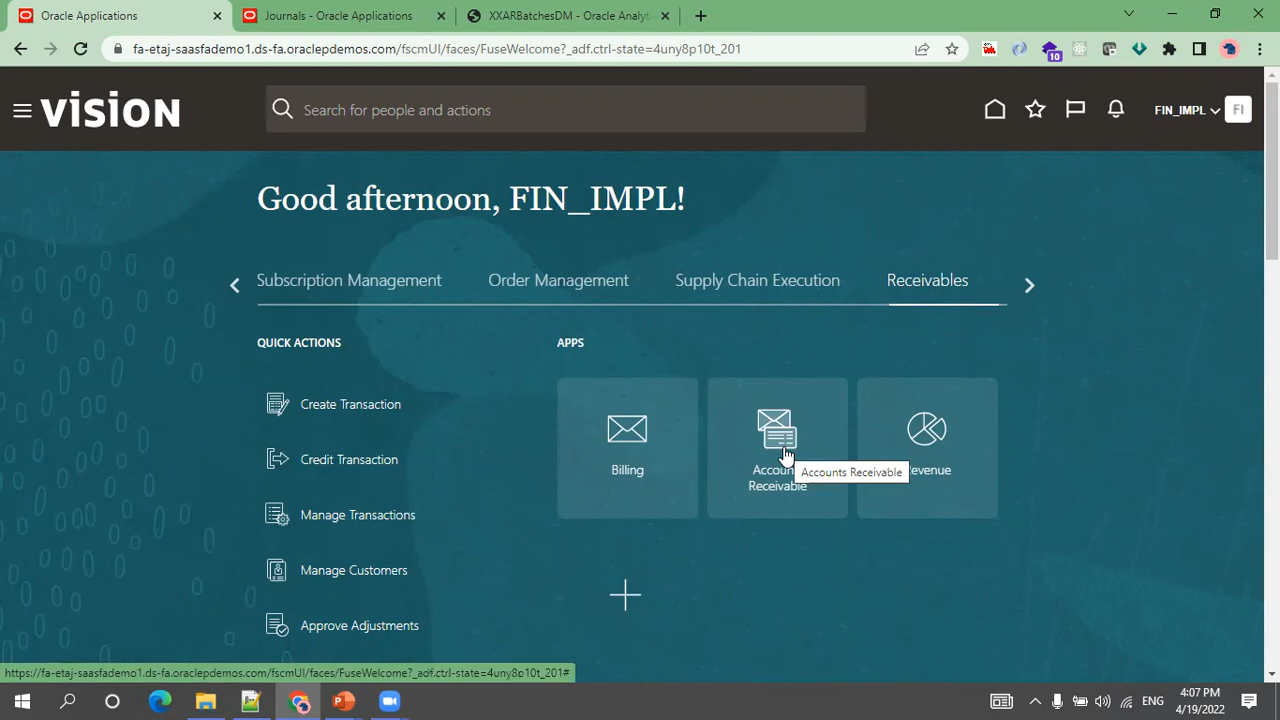 Oracle Applications
Journals - Oracle Applications
XXARBatchesDM - Oracle Analyt
fa-etaj-saasfademo1.ds-fa.oraclepdemos.com/fscmUI/faces/FuseWelcome?_adf.ctrl-state=4uny8p10t_201
10
VISION
Search for people and actions
FIN_IMPL
FI
Good afternoon, FIN_IMPL!
Subscription Management
Order Management
Supply Chain Execution
Receivables
QUICK ACTIONS
APPS
Create Transaction
Credit Transaction
Manage Transactions
Manage Customers
Approve Adjustments
Billing
Accoun
Receivable
Accounts Receivable
evenue
https://fa-etaj-saasfademo1.ds-fa.oraclepdemos.com/fscmUI/faces/FuseWelcome?_adf.ctrl-state=4uny8p10t_201#
ENG
4:07 PM
4/19/2022